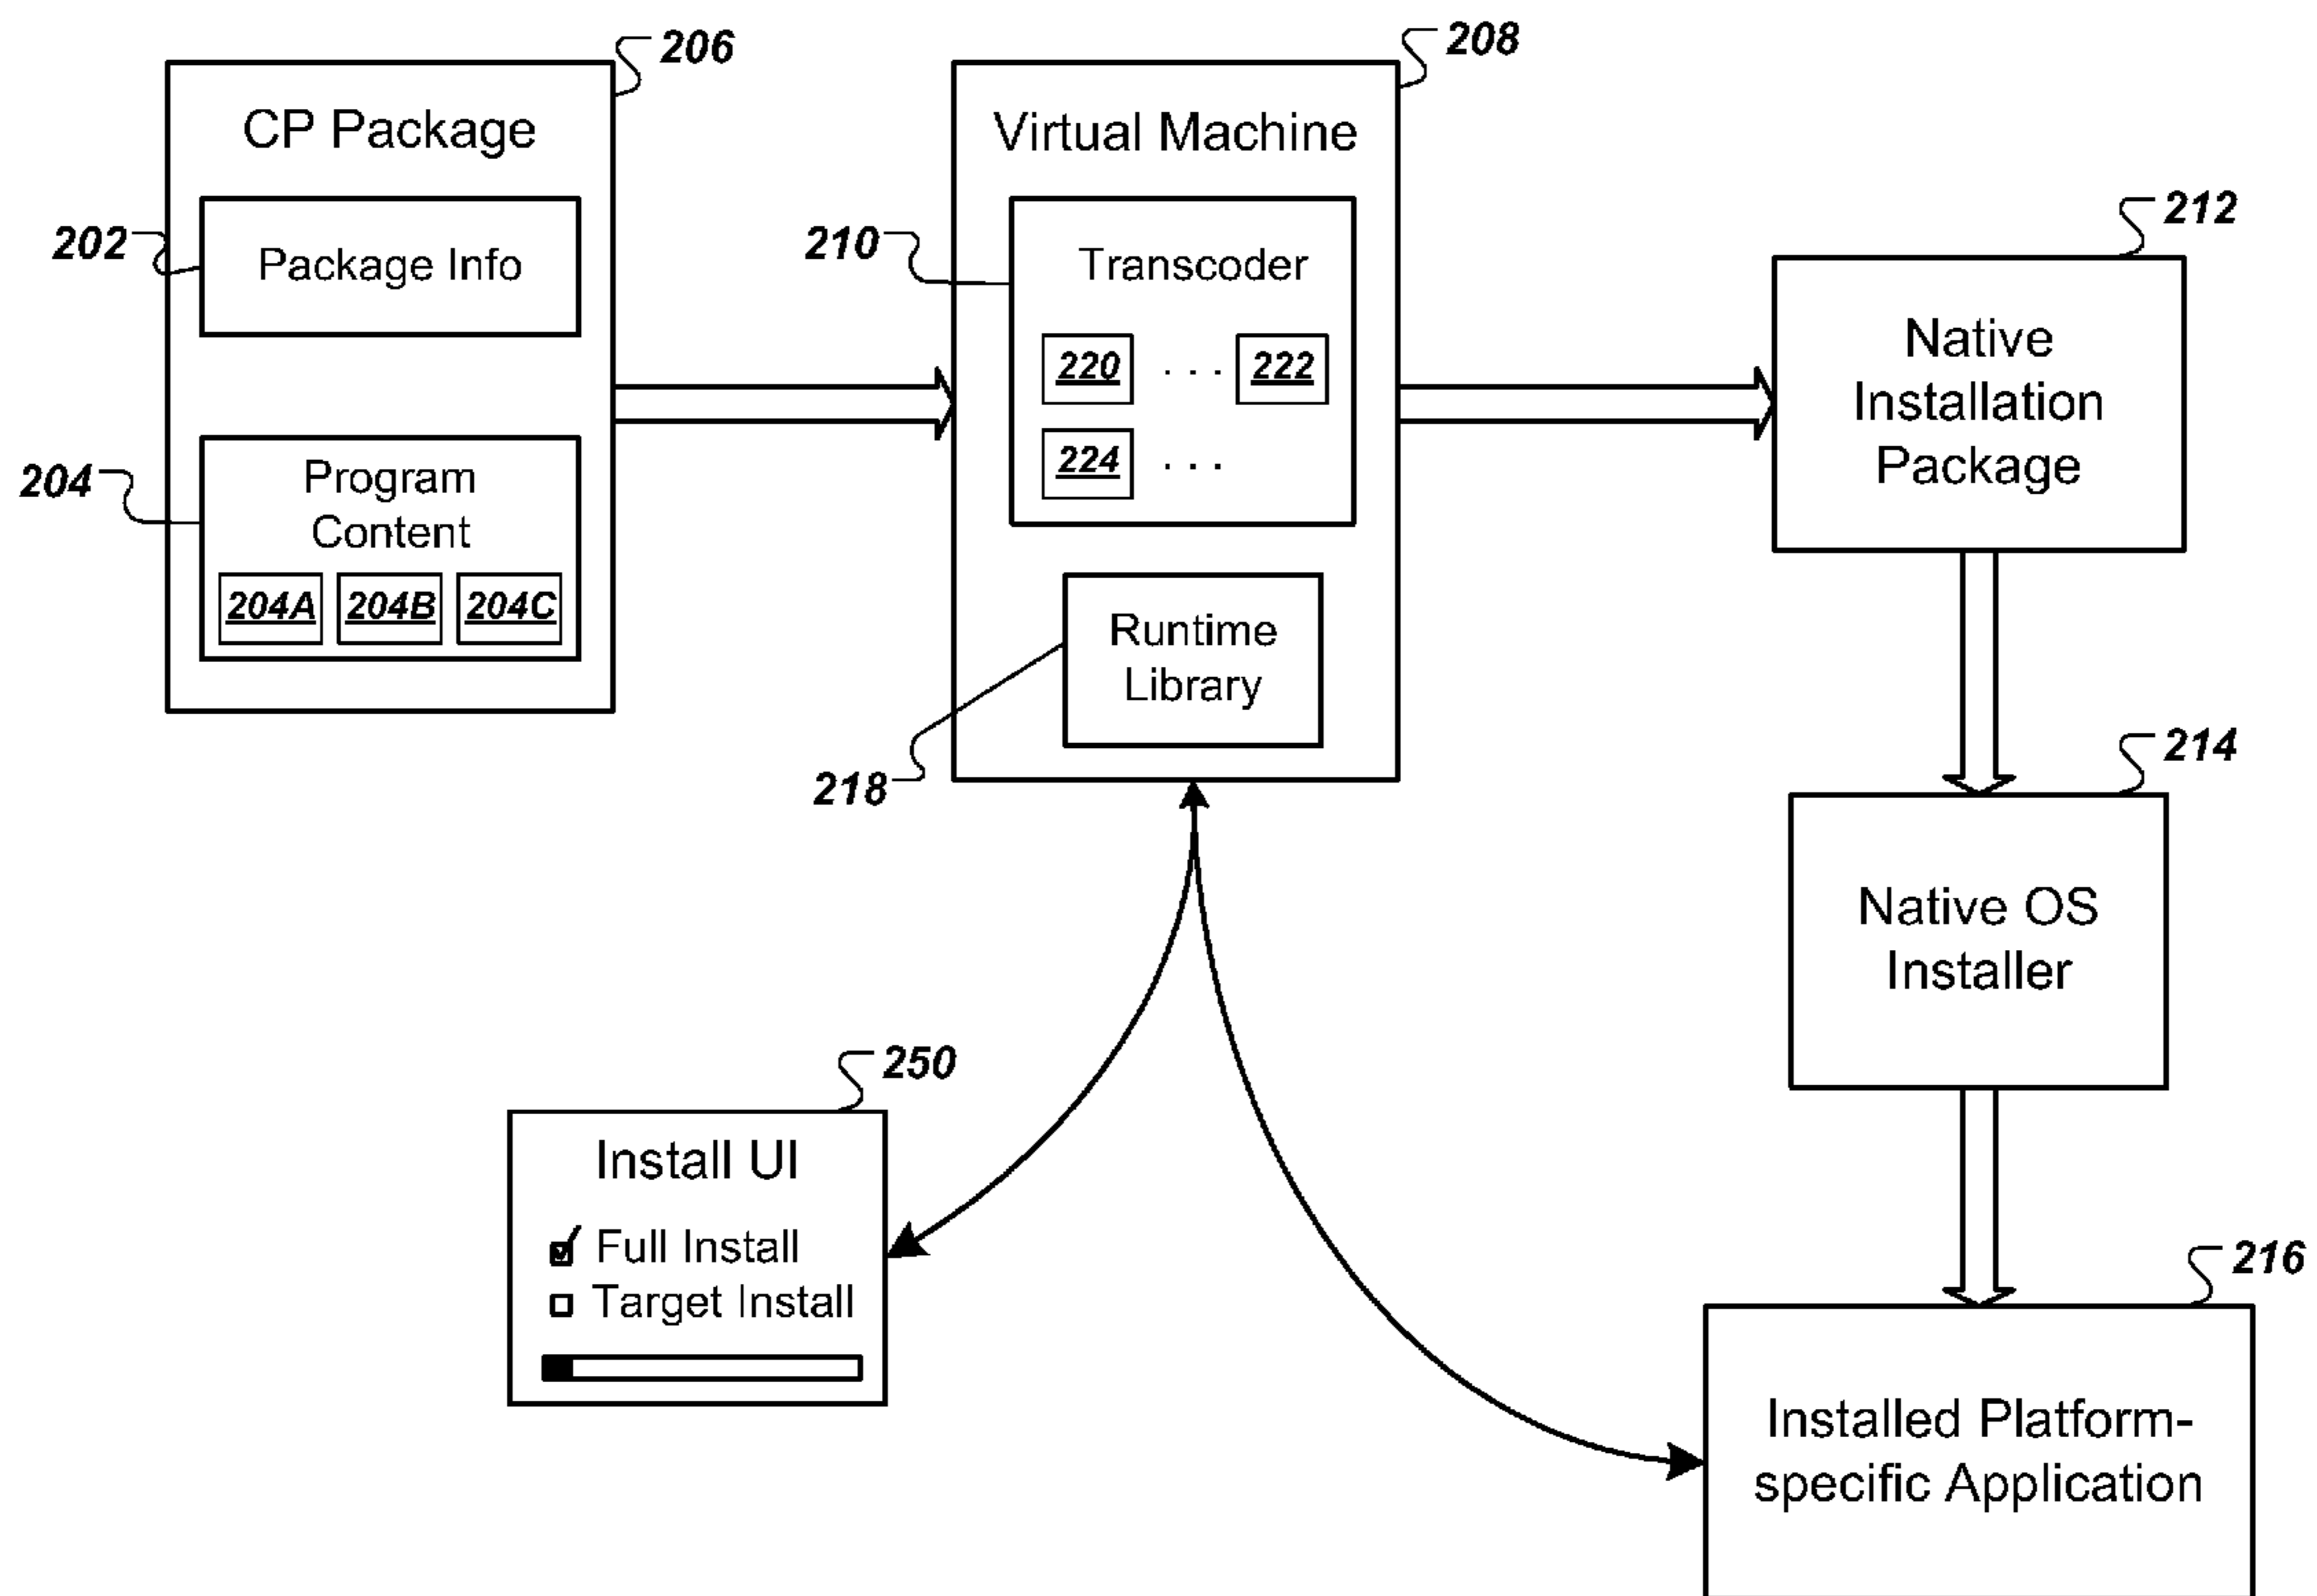 206
CP Package
202
Package Info
204
Program
Content
204A 204B 204C
208
Virtual Machine
210
Transcoder
220 . . . 222
224 . . .
Runtime
Library
218
212
Native
Installation
Package
214
Native OS
Installer
250
Install UI
Full Install
Target Install
216
Installed Platform-
specific Application